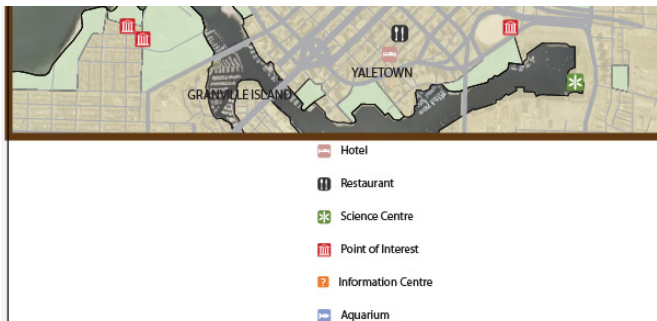 YALETOWN
GRANVILLE ISLAND
Hotel
Restaurant
Science Centre
Point of Interest
? Information Centre
Aquarium